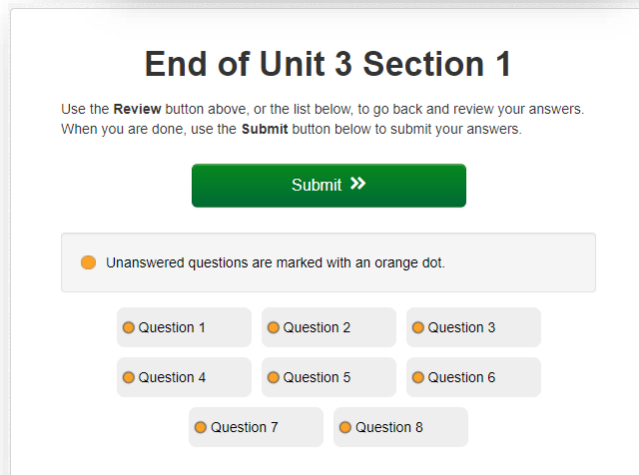 End of Unit 3 Section 1
Use the Review button above, or the list below, to go back and review your answers.
When you are done, use the Submit button below to submit your answers.
Submit »
Unanswered questions are marked with an orange dot.
Question 1 Question 2 Question 3
Question 4 Question 5 Question 6
Question 7 Question 8